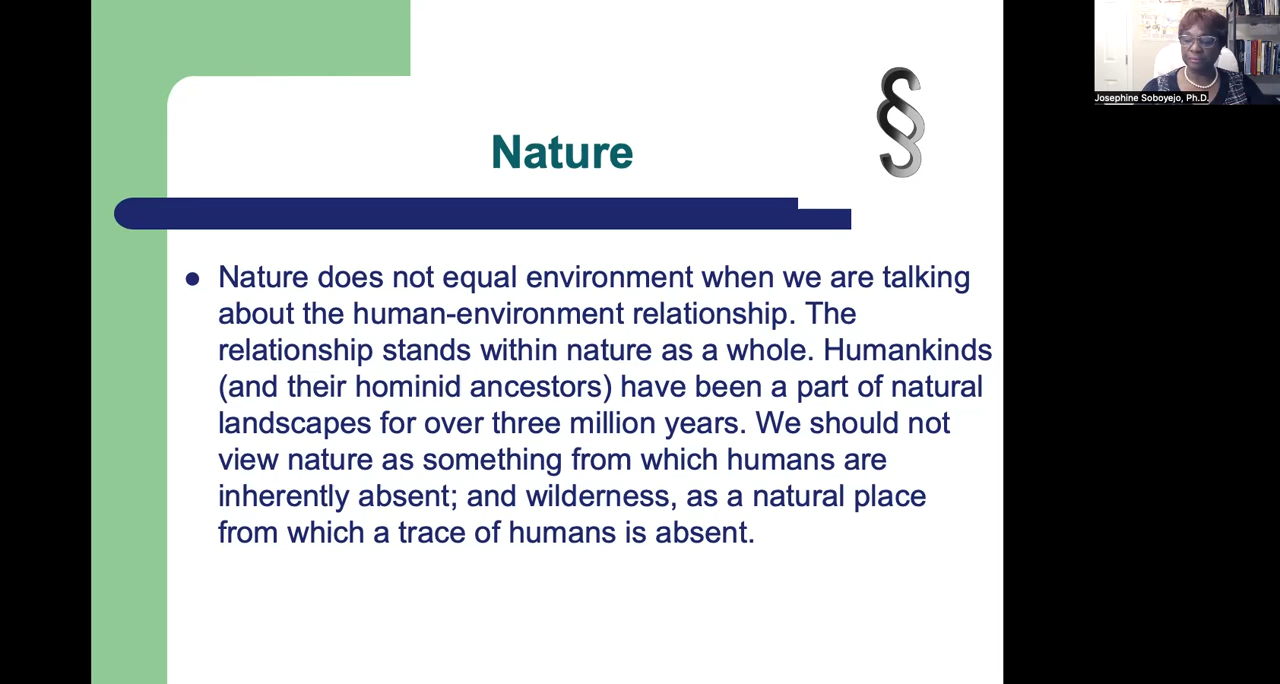 Josephine Soboyejo, Ph.D.
§
Nature
• Nature does not equal environment when we are talking
about the human-environment relationship. The
relationship stands within nature as a whole. Humankinds
(and their hominid ancestors) have been a part of natural
landscapes for over three million years. We should not
view nature as something from which humans are
inherently absent; and wilderness, as a natural place
from which a trace of humans is absent.